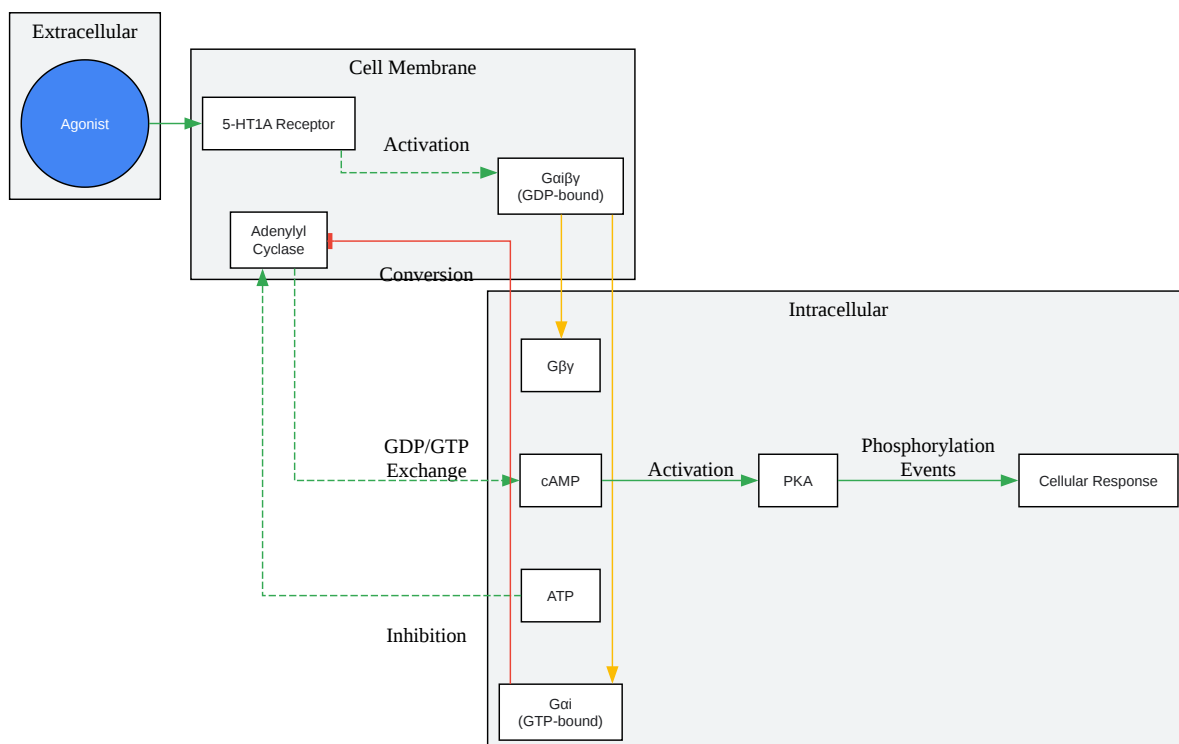 Extracellular
Agonist
Cell Membrane
5-HT1A Receptor
Activation
Gαiβγ
(GDP-bound)
Adenylyl
Cyclase
Conversion
Intracellular
Gβγ
GDP/GTP
Exchange
cAMP
Activation
PKA
Phosphorylation
Events
Cellular Response
ATP
Inhibition
Gαi
(GTP-bound)